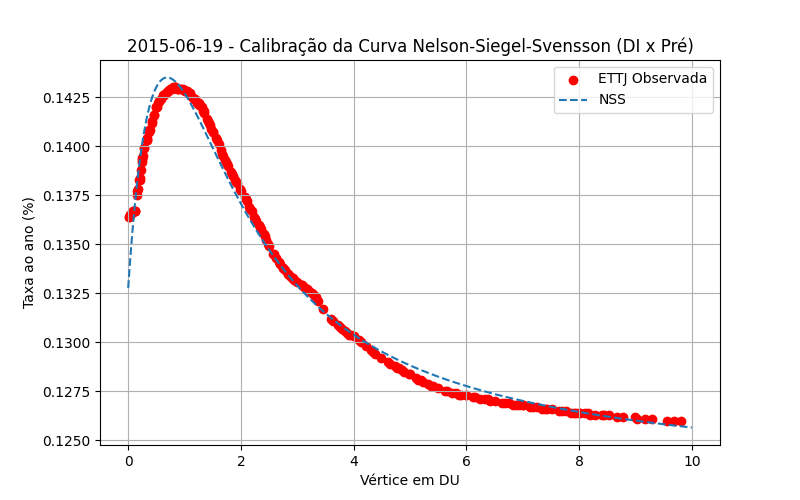 2015-06-19 - Calibração da Curva Nelson-Siegel-Svensson (DI x Pré)
ETTJ Observada
NSS
Taxa ao ano (%)
0.1425
0.1400
0.1375
0.1350
0.1325
0.1300
0.1275
0.1250
0 2 4 6 8 10
Vértice em DU